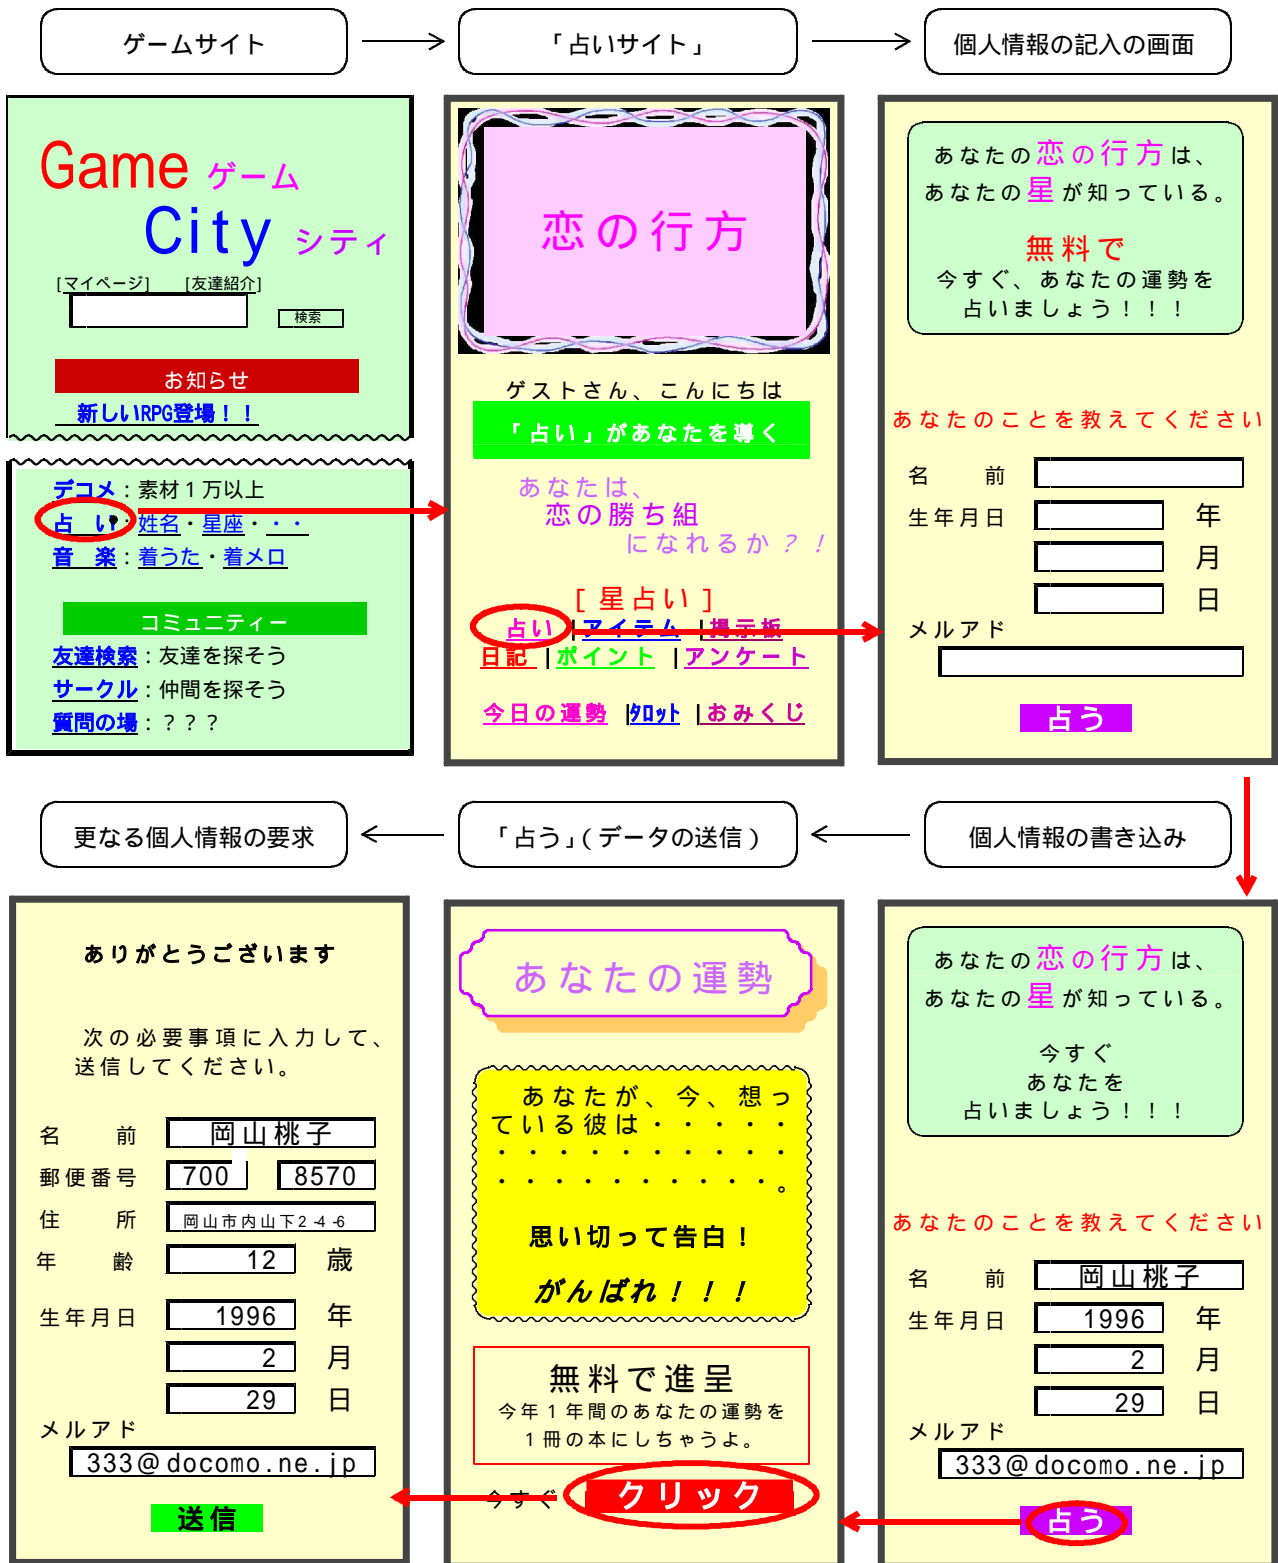 ゲームサイト
「占いサイト」
個人情報の記入の画面
Game ゲーム
City シティ
[マイページ] [友達紹介]
検索
お知らせ
新しいRPG登場！！
デコメ：素材１万以上
占い：姓名・星座・・・
音楽：着うた・着メロ
コミュニティー
友達検索：友達を探そう
サークル：仲間を探そう
質問の場：？？？
恋の行方
ゲストさん、こんにちは
「占い」があなたを導く
あなたは、
恋の勝ち組
になれるか？！
[星占い]
占い|アイテム|掲示板
日記|ポイント|アンケート
今日の運勢|ﾀﾛｯﾄ|おみくじ
あなたの恋の行方は、
あなたの星が知っている。
無料で
今すぐ、あなたの運勢を
占いましょう！！！
あなたのことを教えてください
名前
生年月日 年
月
日
メルアド
占う
個人情報の書き込み
「占う」（データの送信）
更なる個人情報の要求
あなたの恋の行方は、
あなたの星が知っている。
今すぐ
あなたを
占いましょう！！！
あなたのことを教えてください
名前 岡山桃子
生年月日 1996 年
2 月
29 日
メルアド
333@docomo.ne.jp
占う
あなたの運勢
あなたが、今、想っ
ている彼は・・・・・
・・・・・・・・・・
・・・・・・・・・・。
思い切って告白！
がんばれ！！！
無料で進呈
今年１年間のあなたの運勢を
１冊の本にしちゃうよ。
今すぐ クリック
ありがとうございます
次の必要事項に入力して、
送信してください。
名前 岡山桃子
郵便番号 700 8570
住所 岡山市内山下2-4-6
年齢 12 歳
生年月日 1996 年
2 月
29 日
メルアド
333@docomo.ne.jp
送信